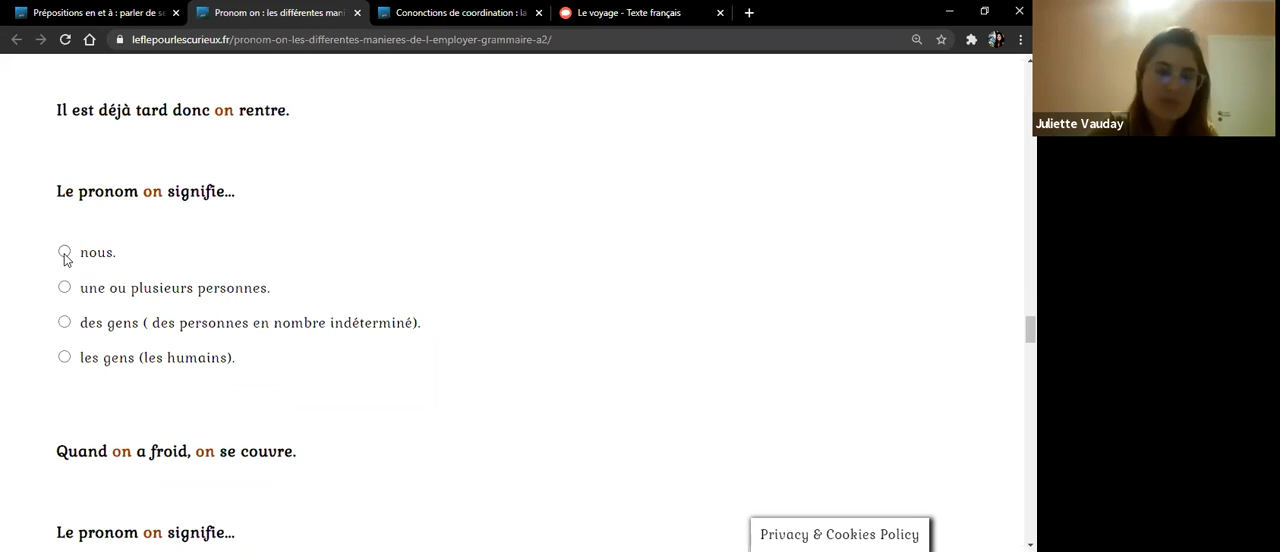 Prépositions en et à : parler de se
Pronom on : les différentes mani
Cononctions de coordination : la
Le voyage - Texte français
leflepourlescurieux.fr/pronom-on-les-differentes-manieres-de-l-employer-grammaire-a2/
Juliette Vauday
Il est déjà tard donc on rentre.
Le pronom on signifie...
nous.
une ou plusieurs personnes.
des gens ( des personnes en nombre indéterminé).
les gens (les humains).
Quand on a froid, on se couvre.
Le pronom on signifie...
Privacy & Cookies Policy